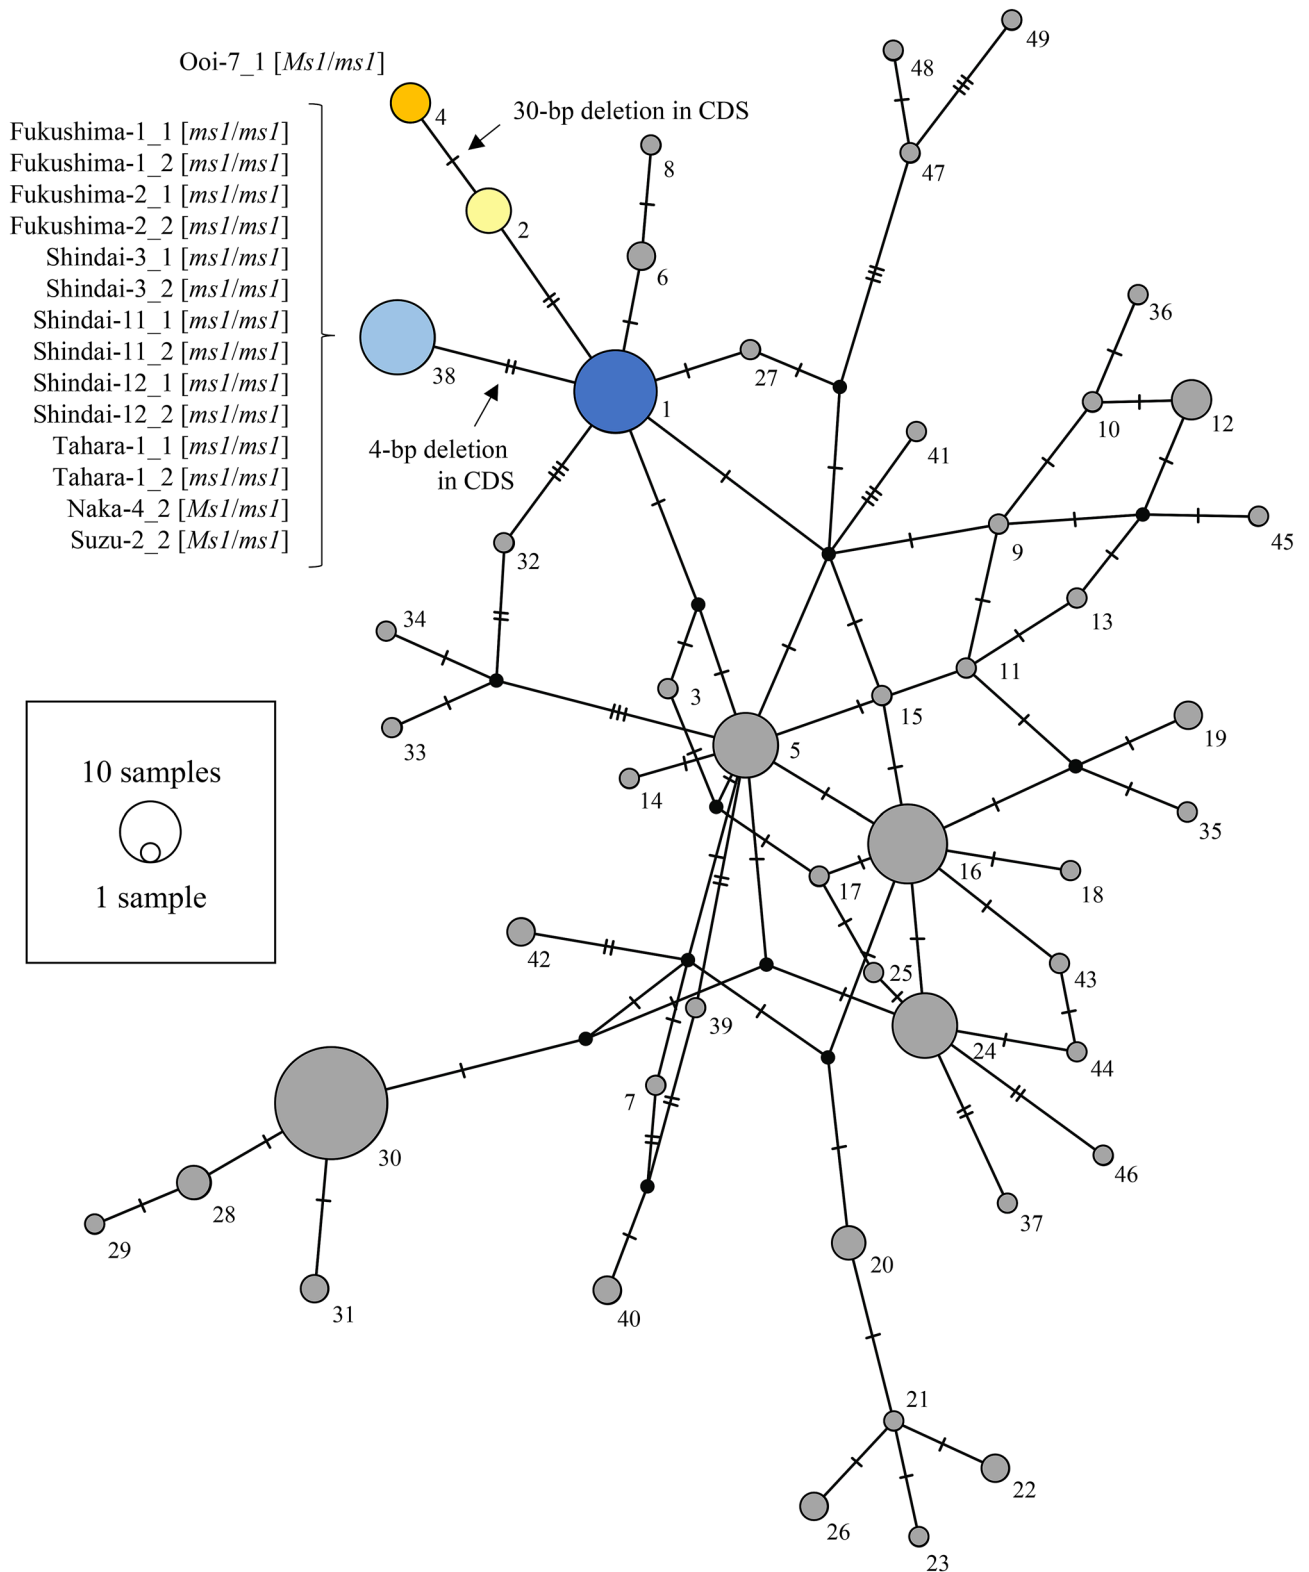 Ooi-7_1 [Ms1/ms1]
4
30-bp deletion in CDS
2
Fukushima-1_1 [ms1/ms1]
Fukushima-1_2 [ms1/ms1]
Fukushima-2_1 [ms1/ms1]
Fukushima-2_2 [ms1/ms1]
Shindai-3_1 [ms1/ms1]
Shindai-3_2 [ms1/ms1]
Shindai-11_1 [ms1/ms1]
Shindai-11_2 [ms1/ms1]
Shindai-12_1 [ms1/ms1]
Shindai-12_2 [ms1/ms1]
Tahara-1_1 [ms1/ms1]
Tahara-1_2 [ms1/ms1]
Naka-4_2 [Ms1/ms1]
Suzu-2_2 [Ms1/ms1]
38
4-bp deletion
in CDS
49
48
47
8
6
27
1
36
10
12
41
9
45
32
13
34
11
3
15
19
33
5
14
35
10 samples
1 sample
16
17
18
42
25
43
39
24
44
7
30
46
28
37
29
20
31
40
21
22
26
23